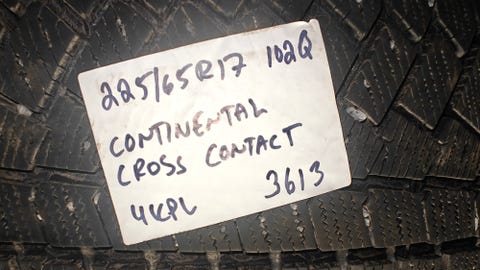 225/65R17 102Q
CONTINENTAL
CROSS CONTACT
4KPL 3613